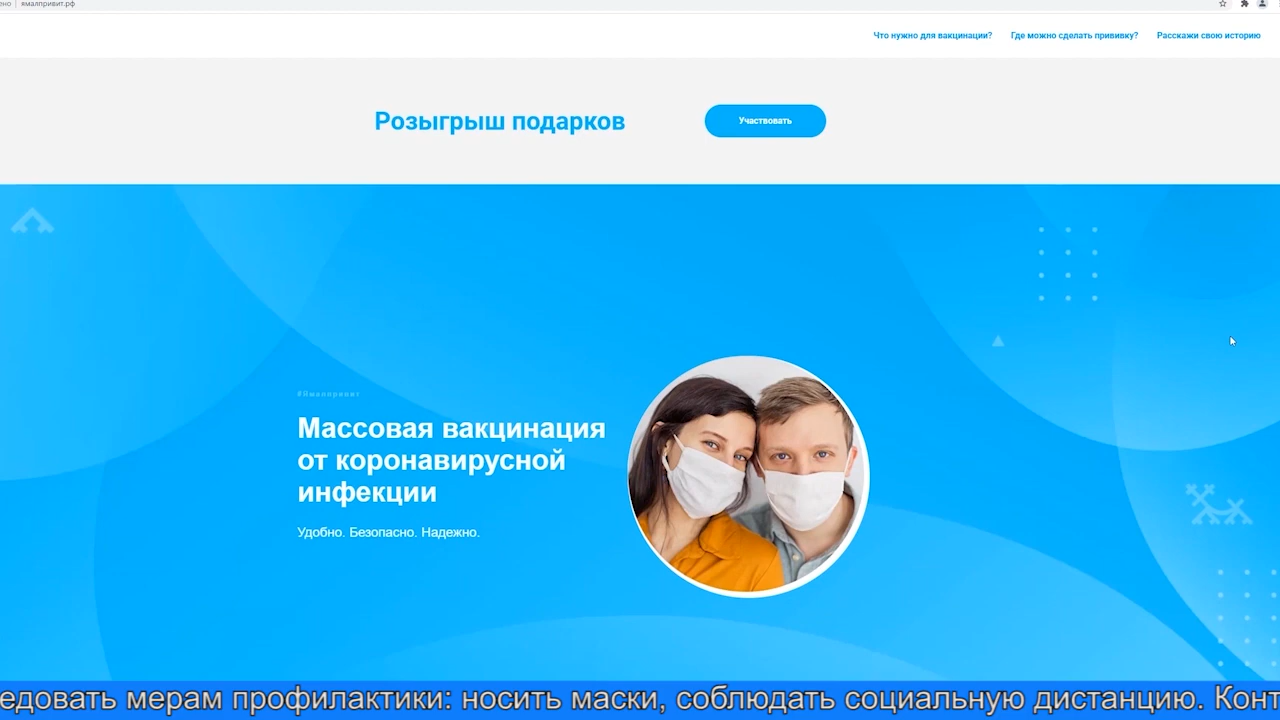 ямалпривит.рф
Что нужно для вакцинации? Где можно сделать прививку? Расскажи свою историю
Розыгрыш подарков
Участвовать
#Ямалпривит
Массовая вакцинация
от коронавирусной
инфекции
Удобно. Безопасно. Надежно.
едовать мерам профилактики: носить маски, соблюдать социальную дистанцию. Конт